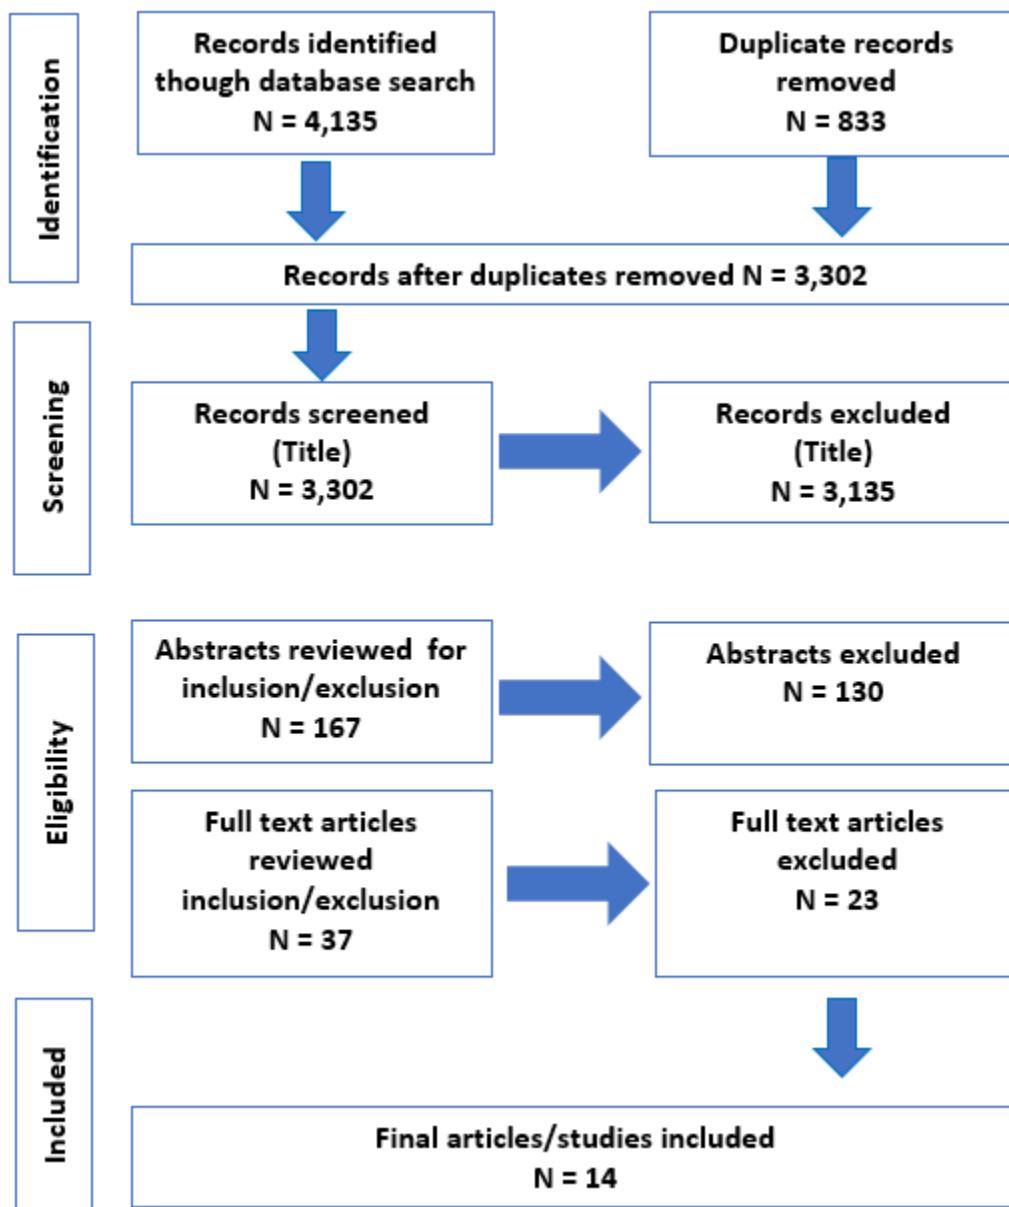 Identification
Records identified
though database search
N = 4,135
Duplicate records
removed
N = 833
Records after duplicates removed N = 3,302
Screening
Records screened
(Title)
N = 3,302
Records excluded
(Title)
N = 3,135
Eligibility
Abstracts reviewed for
inclusion/exclusion
N = 167
Abstracts excluded
N = 130
Full text articles
reviewed
inclusion/exclusion
N = 37
Full text articles
excluded
N = 23
Included
Final articles/studies included
N = 14